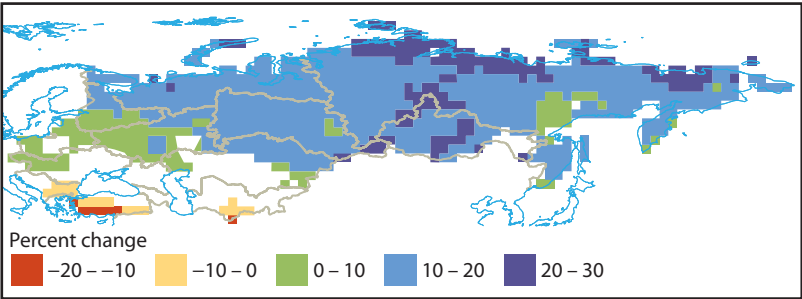 Percent change
−20 – −10 −10 – 0 0 – 10 10 – 20 20 – 30